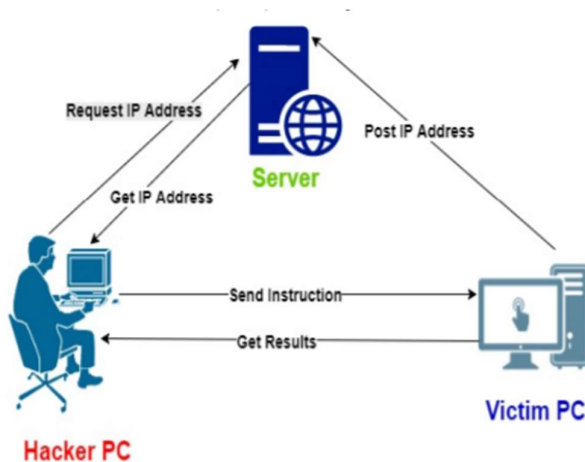 Request IP Address
Post IP Address
Server
Get IP Address
Send Instruction
Get Results
Victim PC
Hacker PC